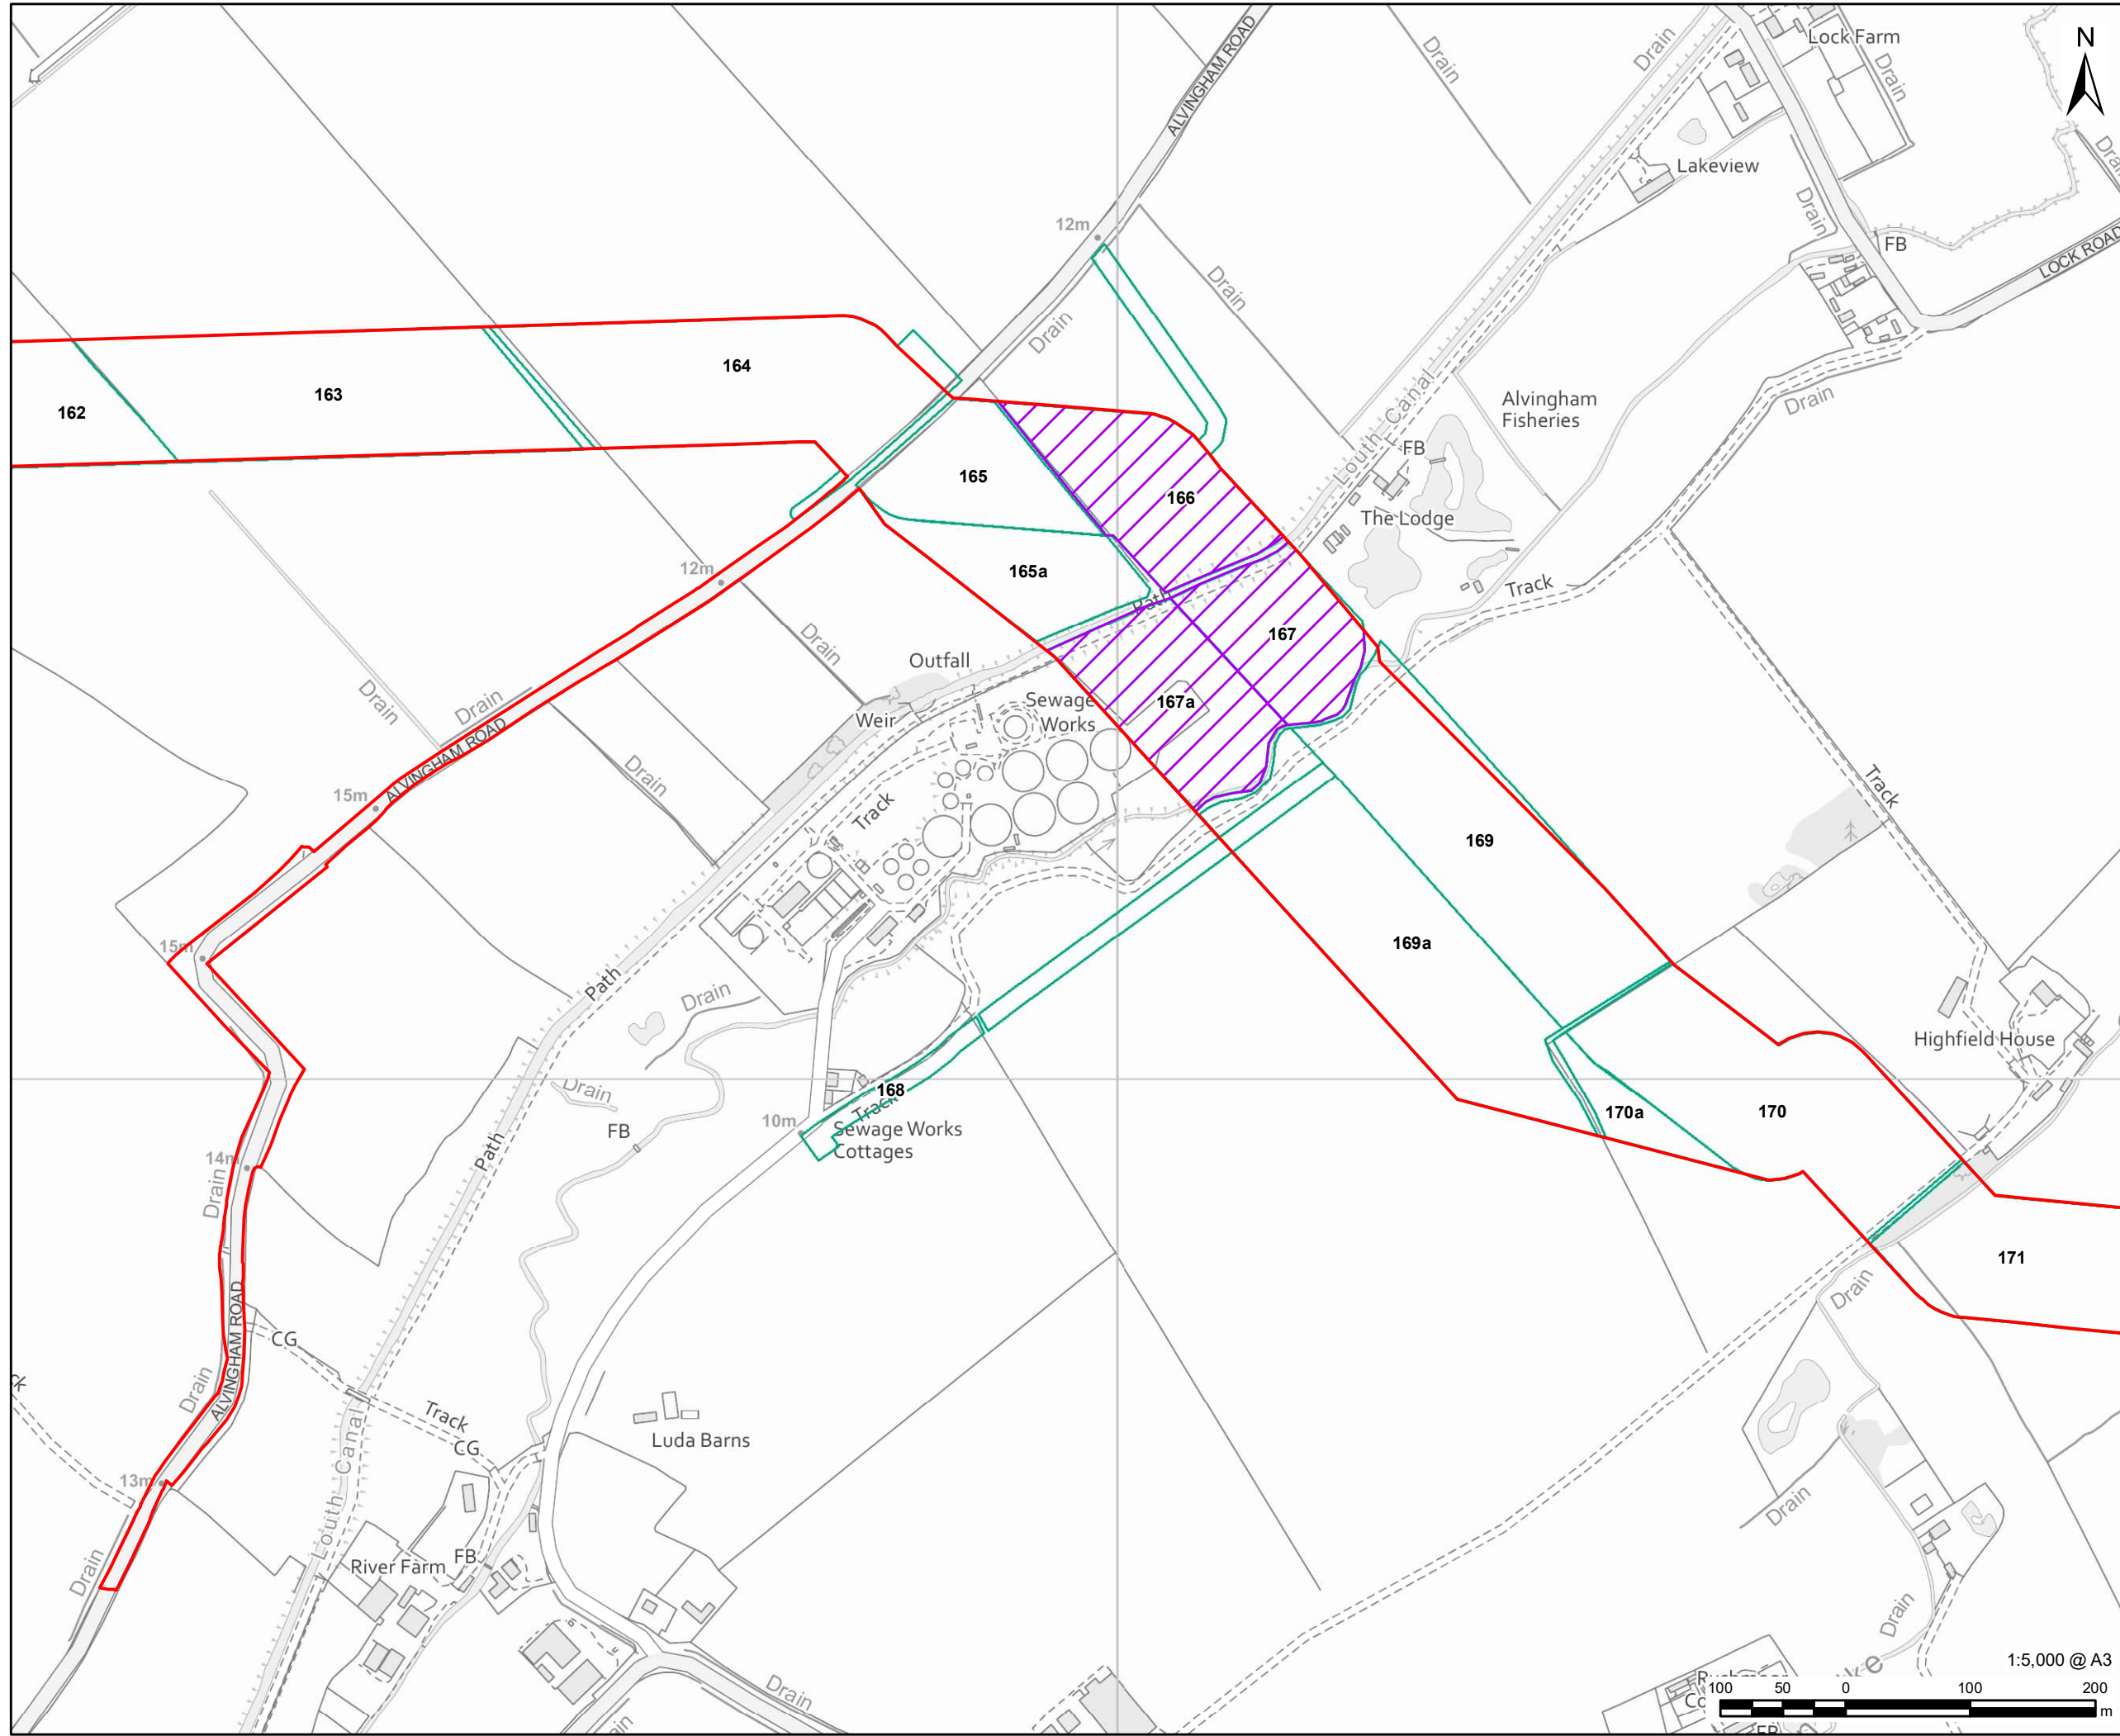 N
Lock Farm
Drain
Drain
Drain
ALVINGHAM ROAD
Lakeview
Drain
FB
LOCK ROAD
12m
Drain
Drain
164
163
162
Drain
Louth Canal
Alvingham
Fisheries
FB
165
166
The Lodge
12m
165a
Path
Track
Drain
167
Outfall
Sewage
Works
167a
Weir
Drain
Drain
ALVINGHAM ROAD
15m
Drain
Track
Track
169
15m
169a
Path
Drain
Highfield House
168
Track
170a
170
Drain
FB
10m
Sewage Works
Cottages
Path
14m
Drain
171
Drain
ALVINGHAM ROAD
CG
Drain
Track
CG
Luda Barns
Louth Canal
13m
Drain
River Farm
FB
Drain
Drain
Drain
1:5,000 @ A3
100 50 0 100 200
m